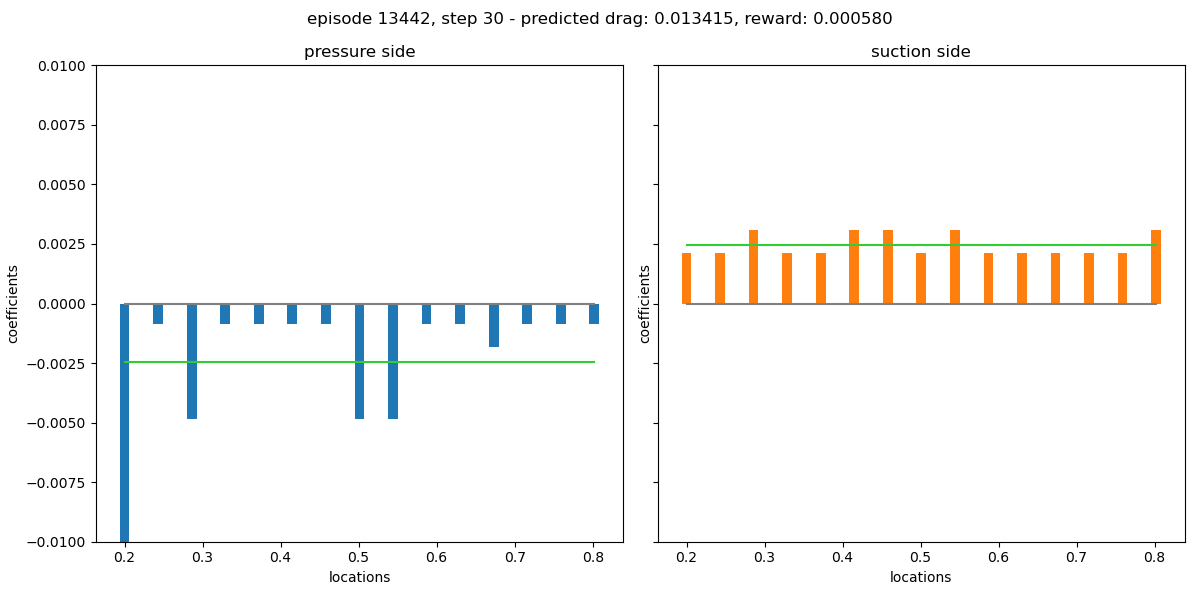 episode 13442, step 30 - predicted drag: 0.013415, reward: 0.000580
pressure side
suction side
0.0100
0.0075
0.0050
0.0025
0.0000
−0.0025
−0.0050
−0.0075
−0.0100
coefficients
coefficients
0.2 0.3 0.4 0.5 0.6 0.7 0.8
0.2 0.3 0.4 0.5 0.6 0.7 0.8
locations
locations